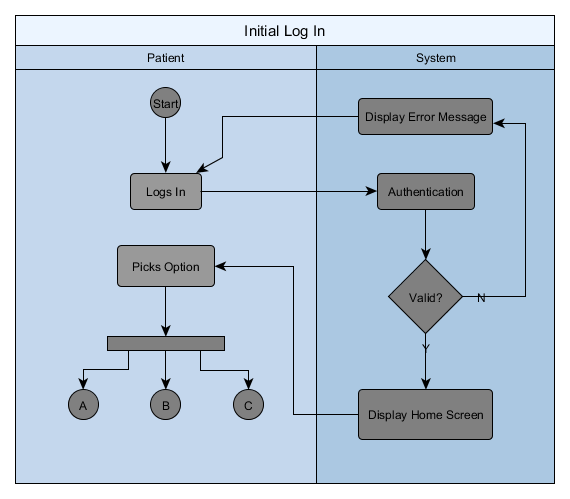 Initial Log In
Patient
System
Start
Display Error Message
Logs In
Authentication
Picks Option
Valid?
N
Y
A
B
C
Display Home Screen